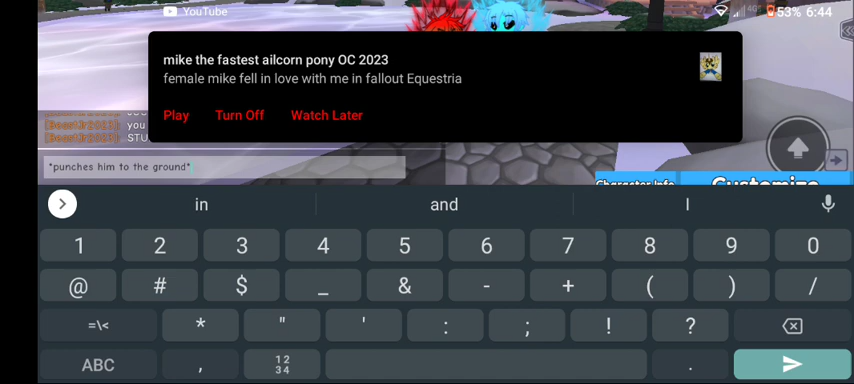 YouTube
4G 53% 6:44
mike the fastest ailcorn pony OC 2023
female mike fell in love with me in fallout Equestria
Play Turn Off Watch Later
you
STU
*punches him to the ground*
Character Info Customize
in and I
1 2 3 4 5 6 7 8 9 0
@ # $ _ & - + ( ) /
=\< * " ' : ; ! ?
ABC , 12 .
34